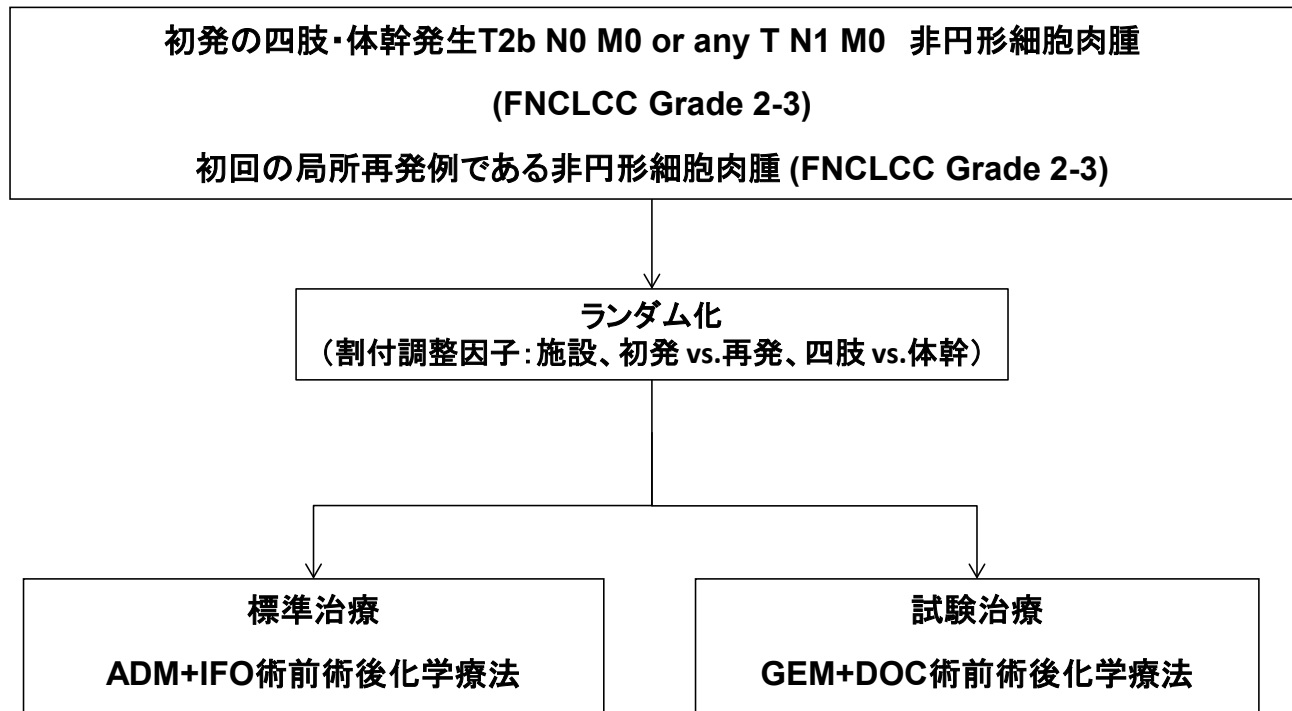 初発の四肢・体幹発生T2b N0 M0 or any T N1 M0 非円形細胞肉腫
(FNCLCC Grade 2-3)
初回の局所再発例である非円形細胞肉腫 (FNCLCC Grade 2-3)
ランダム化
（割付調整因子：施設、初発 vs.再発、四肢 vs.体幹）
標準治療
ADM+IFO術前術後化学療法
試験治療
GEM+DOC術前術後化学療法